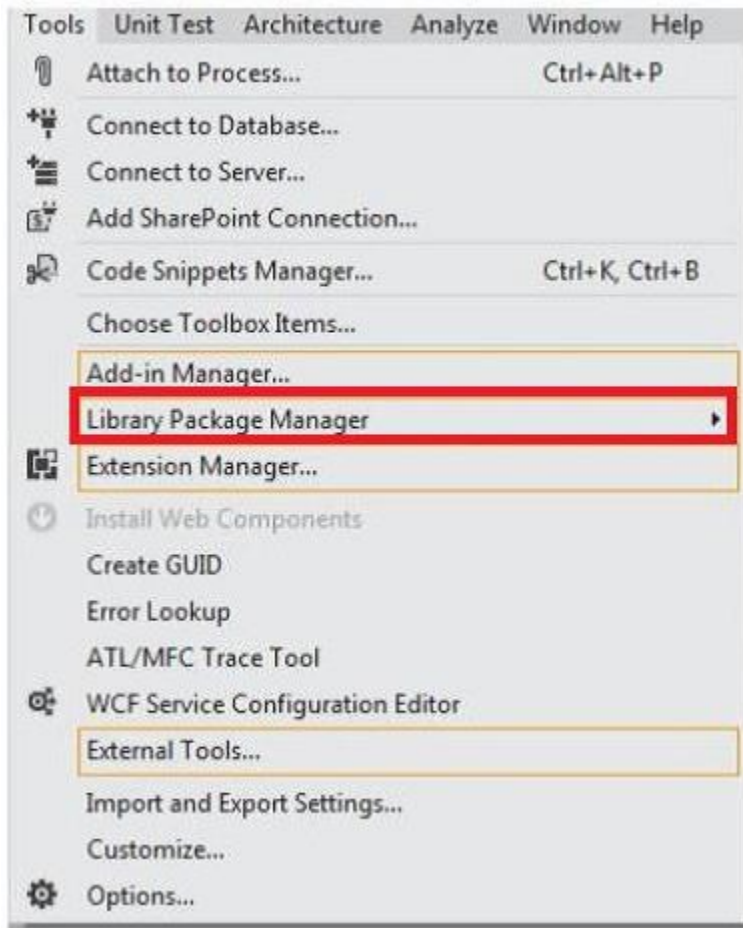 Tools Unit Test Architecture Analyze Window Help
Attach to Process... Ctrl+Alt+P
Connect to Database...
Connect to Server...
Add SharePoint Connection...
Code Snippets Manager... Ctrl+K, Ctrl+B
Choose Toolbox Items...
Add-in Manager...
Library Package Manager
Extension Manager...
Install Web Components
Create GUID
Error Lookup
ATL/MFC Trace Tool
WCF Service Configuration Editor
External Tools...
Import and Export Settings...
Customize...
Options...